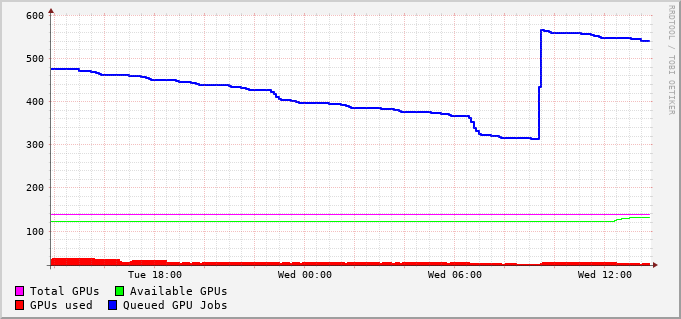 600
500
400
300
200
100
Tue 18:00 Wed 00:00 Wed 06:00 Wed 12:00
Total GPUs Available GPUs
GPUs used Queued GPU Jobs
RRDTOOL / TOBI OETIKER